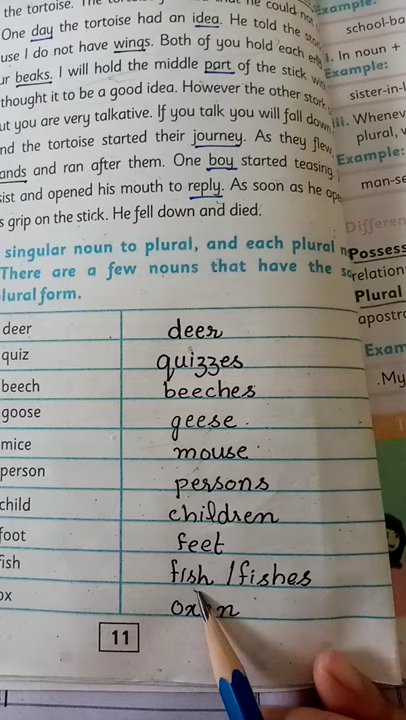 the tortoise. The
he could not
One day the tortoise had an idea. He told the
use I do not have wings. Both of you hold each
ur beaks. I will hold the middle part of the stick
thought it to be a good idea. However the other stork
ut you are very talkative. If you talk you will fall down
nd the tortoise started their journey. As they flew
ands and ran after them. One boy started teasing
sist and opened his mouth to reply. As soon as he ope
s grip on the stick. He fell down and died.
singular noun to plural, and each plural n
There are a few nouns that have the s
lural form.
deer deer
quiz quizzes
beech beeches
goose geese.
mice mouse
person persons
child children
foot feet
fish fish / fishes
ox
11
Example:
school-ba
i. In noun +
Example:
sister-in-l
iii. Whenev
plural, w
Example:
man-se
Differen
Possess
relation
Plural
apostro
Exam
.My